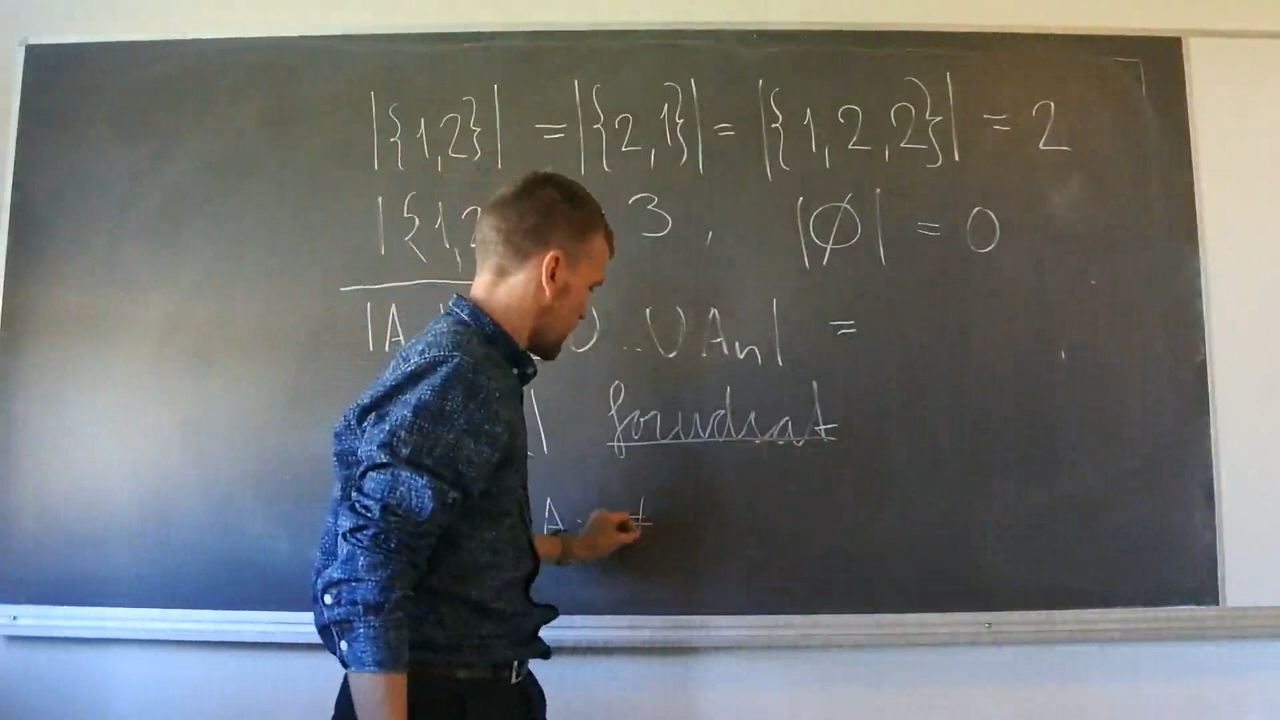 |{1,2}| = |{2,1}| = |{1,2,2}| = 2
|{1,2 3 , |∅| = 0
|A U ..U An| =
| forudsat
A ≠